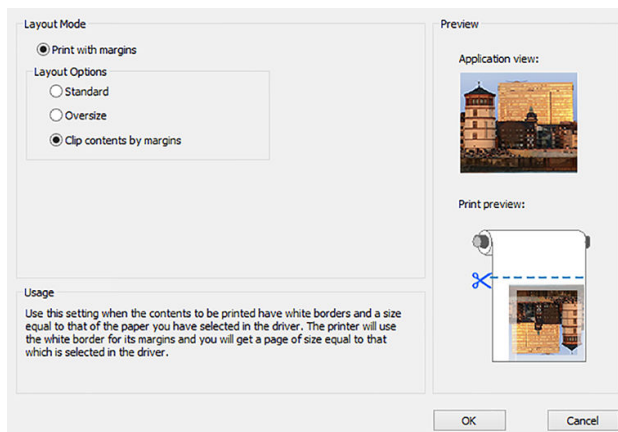 Layout Mode
Print with margins
Layout Options
Standard
Oversize
Clip contents by margins
Usage
Use this setting when the contents to be printed have white borders and a size
equal to that of the paper you have selected in the driver. The printer will use
the white border for its margins and you will get a page of size equal to that
which is selected in the driver.
Preview
Application view:
Print preview:
OK
Cancel